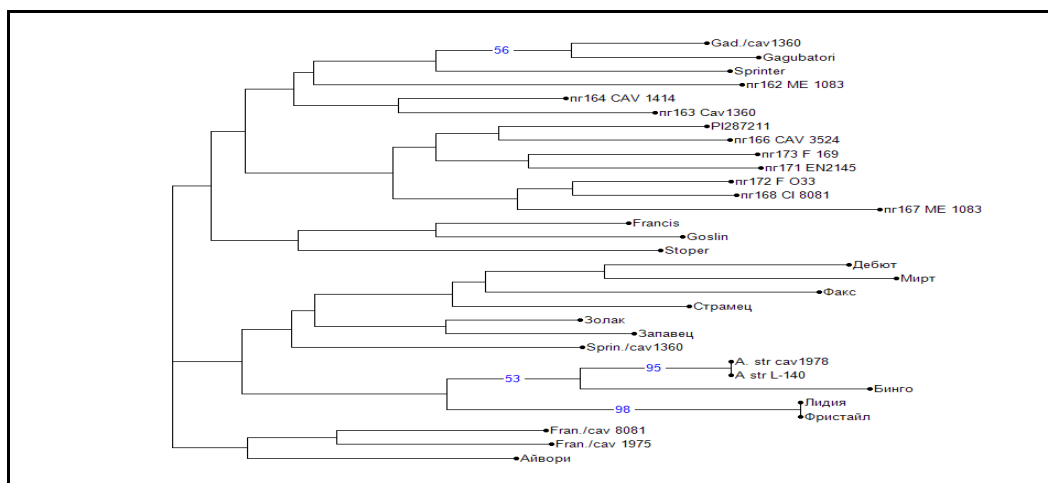 Gad./cav1360
56
Gagubatori
Sprinter
пг162 ME 1083
пг164 CAV 1414
пг163 Cav1360
PI287211
пг166 CAV 3524
пг173 F 169
пг171 EN2145
пг172 F O33
пг168 CI 8081
пг167 ME 1083
Francis
Goslin
Stoper
Дебют
Мирт
Факс
Страмец
Золак
Запавец
Sprin./cav1360
A. str cav1978
95
A str L-140
53
Бинго
Лидия
98
Фристайл
Fran./cav 8081
Fran./cav 1975
Айвори